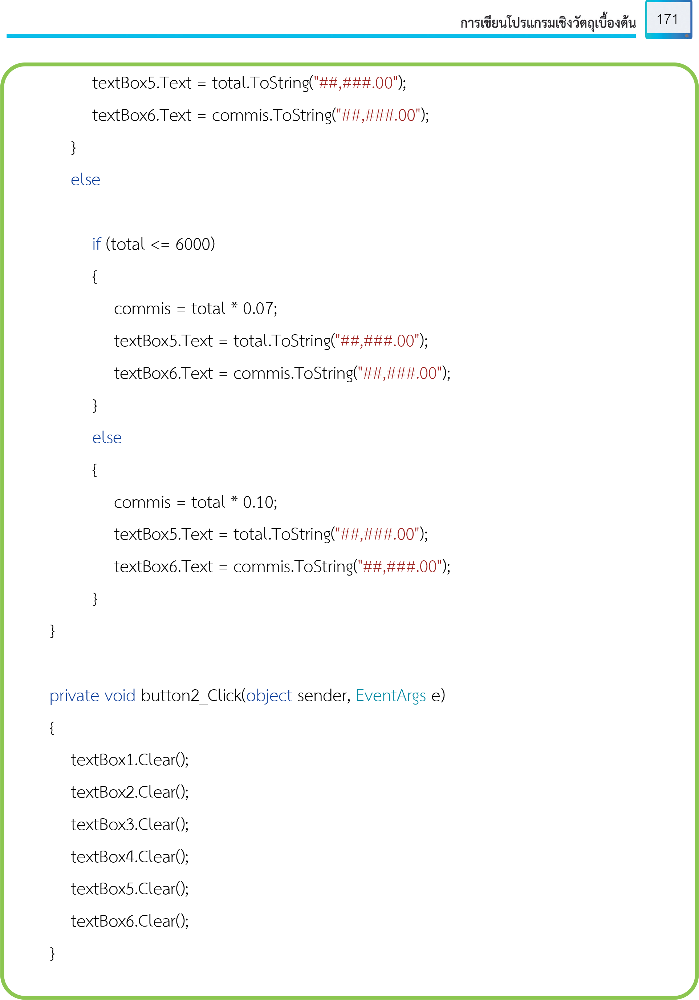 การเขียนโปรแกรมเชิงวัตถุเบื้องต้น 171
textBox5.Text = total.ToString("##,###.00");
textBox6.Text = commis.ToString("##,###.00");
}
else
if (total <= 6000)
{
commis = total * 0.07;
textBox5.Text = total.ToString("##,###.00");
textBox6.Text = commis.ToString("##,###.00");
}
else
{
commis = total * 0.10;
textBox5.Text = total.ToString("##,###.00");
textBox6.Text = commis.ToString("##,###.00");
}
}
private void button2_Click(object sender, EventArgs e)
{
textBox1.Clear();
textBox2.Clear();
textBox3.Clear();
textBox4.Clear();
textBox5.Clear();
textBox6.Clear();
}